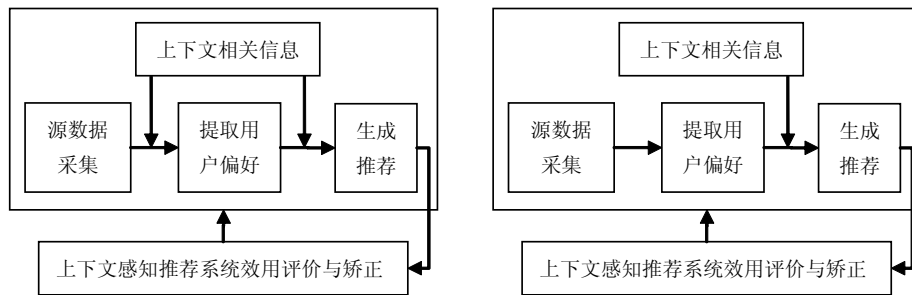 上下文相关信息
源数据
采集
提取用
户偏好
生成
推荐
上下文感知推荐系统效用评价与矫正
上下文相关信息
源数据
采集
提取用
户偏好
生成
推荐
上下文感知推荐系统效用评价与矫正